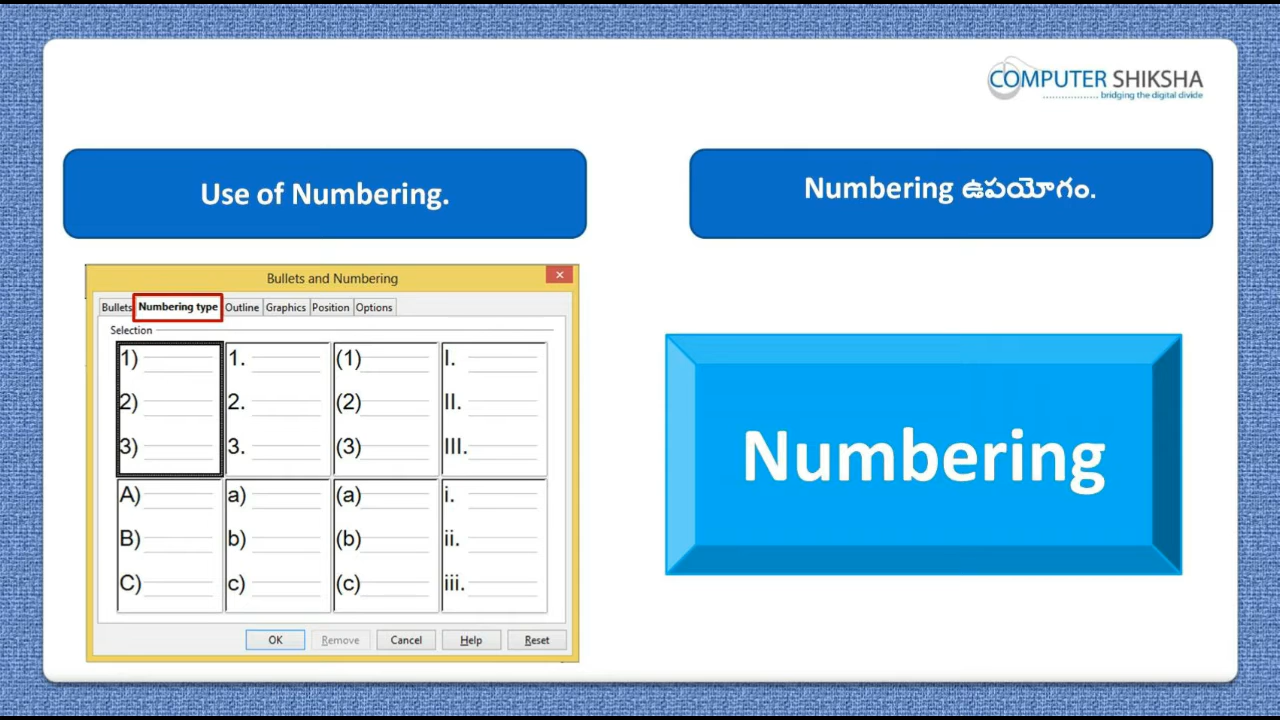 COMPUTER SHIKSHA
bridging the digital divide
Use of Numbering.
Numbering ఉపయోగం.
Bullets and Numbering
Bullets Numbering type Outline Graphics Position Options
Selection
1) 1. (1) I.
2) 2. (2) II.
3) 3. (3) III.
A) a) (a) i.
B) b) (b) ii.
C) c) (c) iii.
OK Remove Cancel Help Reset
Numbering